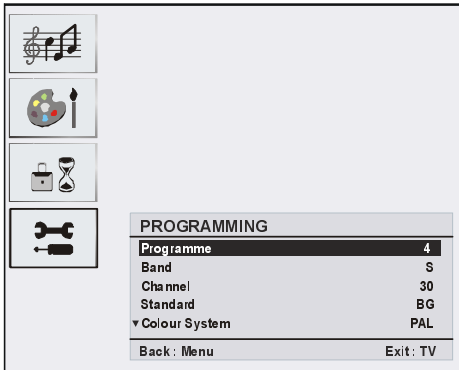 PROGRAMMING
Programme 4
Band S
Channel 30
Standard BG
▾Colour System PAL
Back : Menu Exit : TV